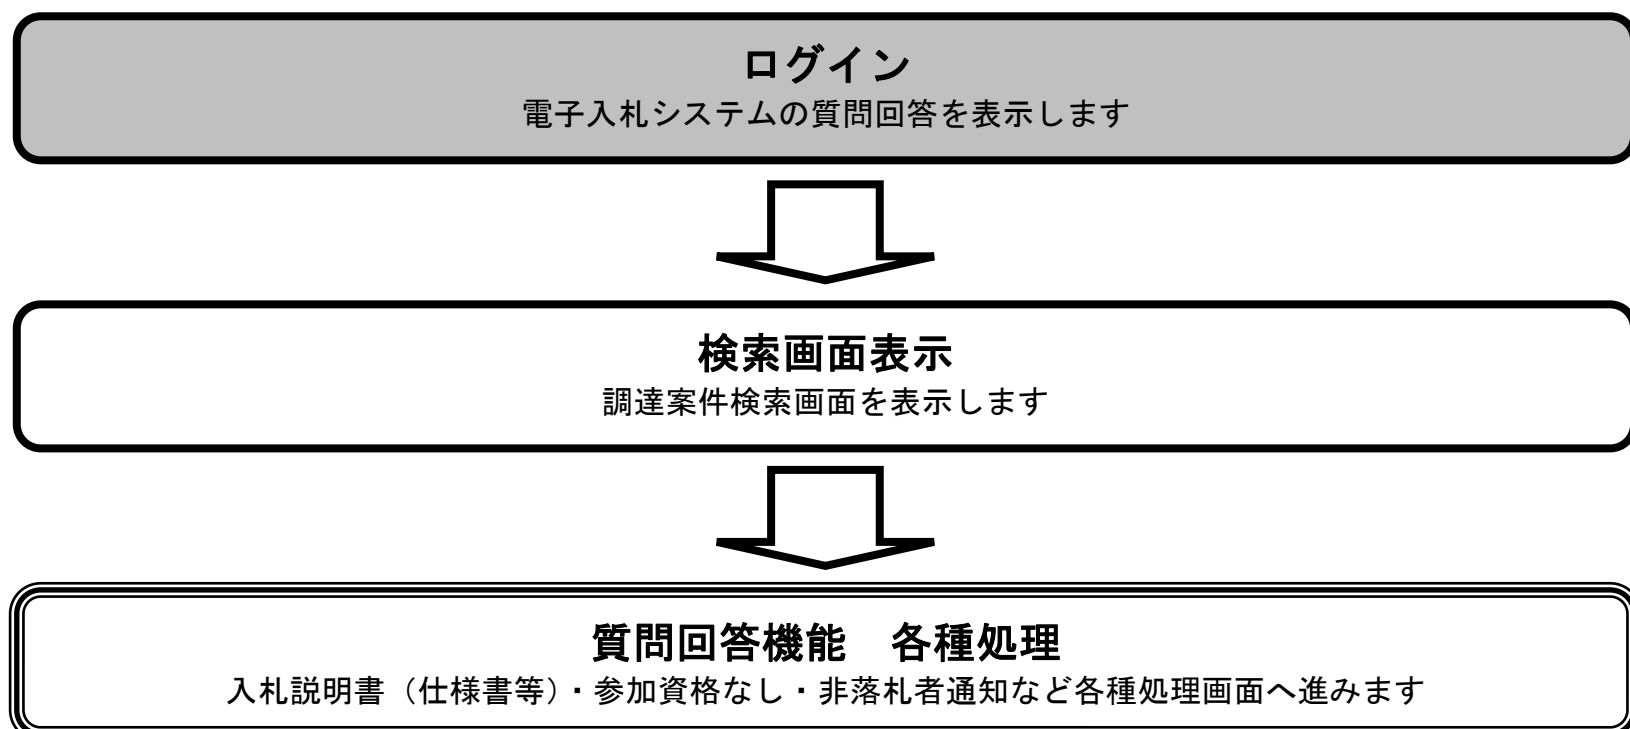 ログイン
電子入札システムの質問回答を表示します
検索画面表示
調達案件検索画面を表示します
質問回答機能　各種処理
入札説明書（仕様書等）・参加資格なし・非落札者通知など各種処理画面へ進みます